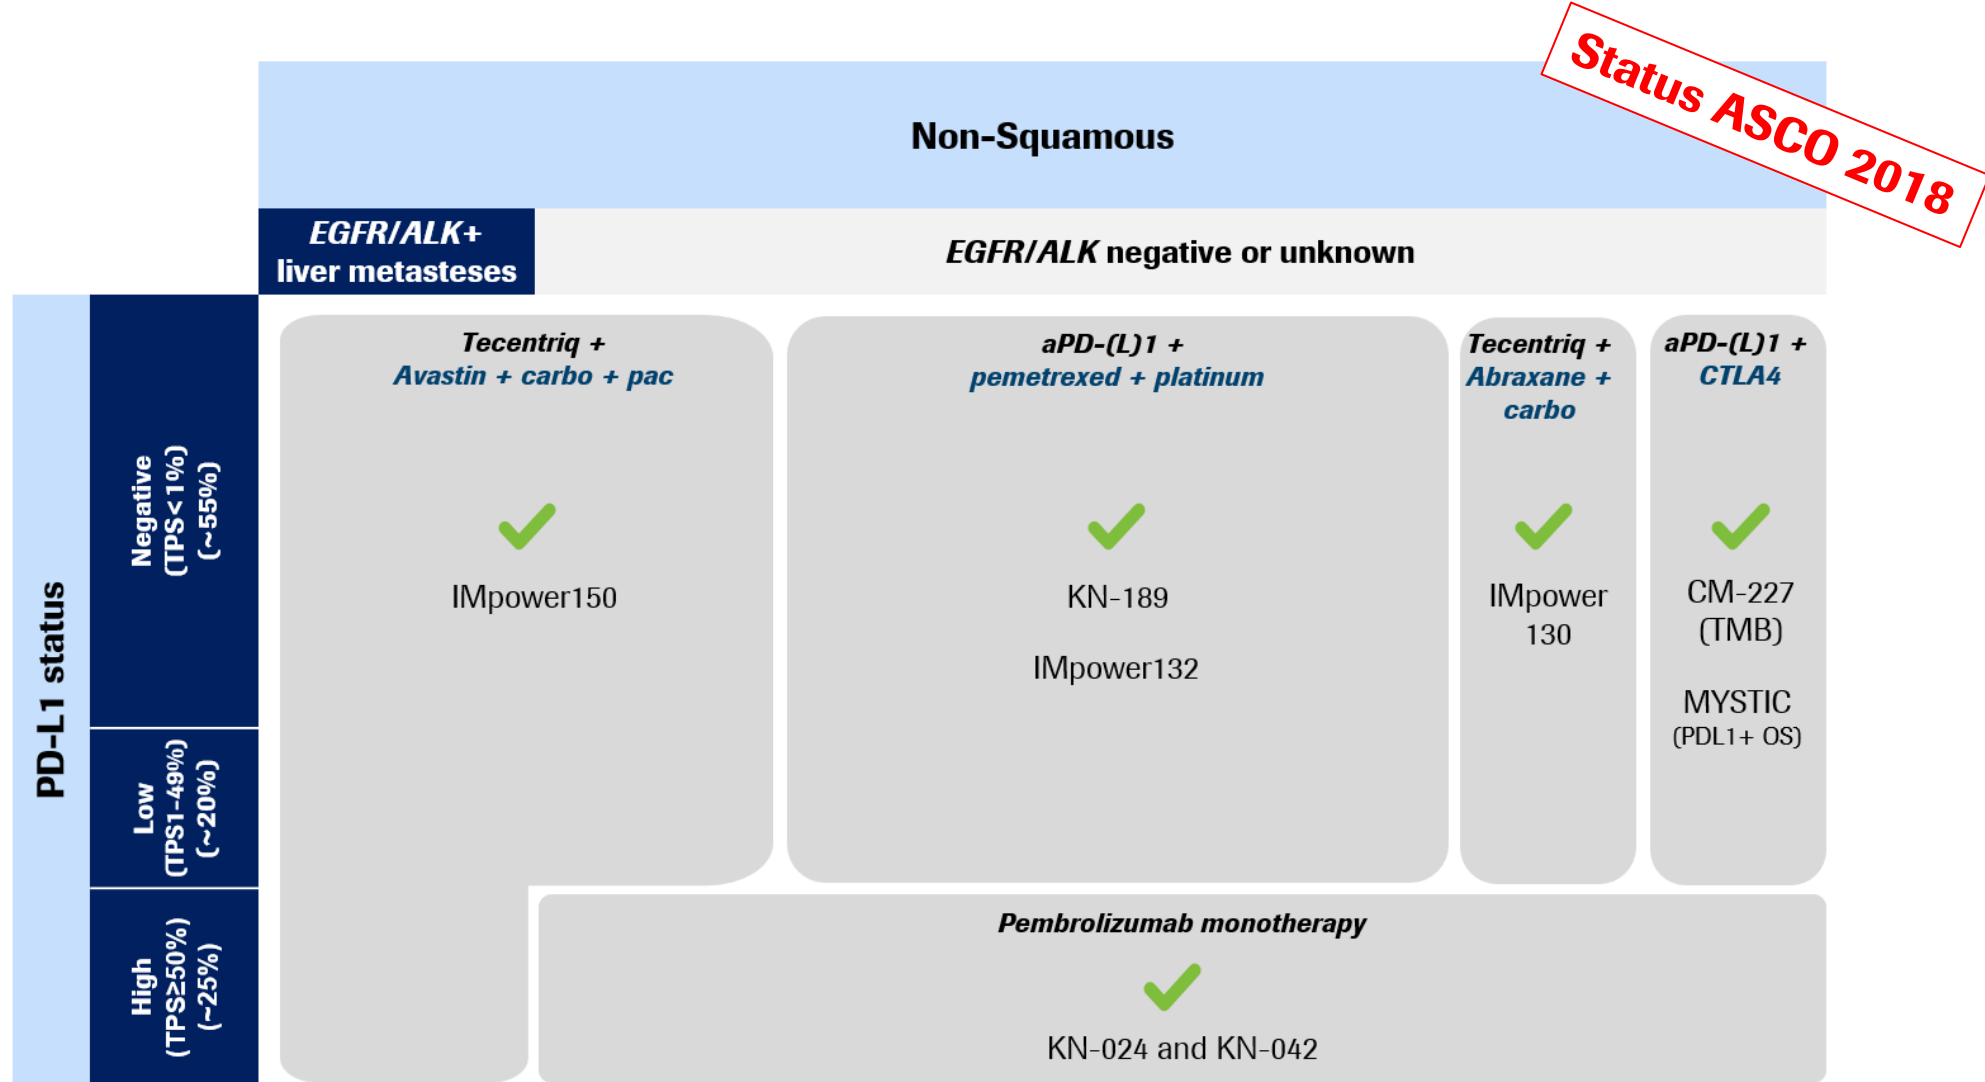 Status ASCO 2018
Non-Squamous
EGFR/ALK+
liver metasteses
EGFR/ALK negative or unknown
PD-L1 status
Negative
(TPS<1%)
(~55%)
Low
(TPS1-49%)
(~20%)
High
(TPS≥50%)
(~25%)
Tecentriq +
Avastin + carbo + pac
IMpower150
aPD-(L)1 +
pemetrexed + platinum
KN-189
IMpower132
Tecentriq +
Abraxane +
carbo
IMpower
130
aPD-(L)1 +
CTLA4
CM-227
(TMB)
MYSTIC
(PDL1+ OS)
Pembrolizumab monotherapy
KN-024 and KN-042